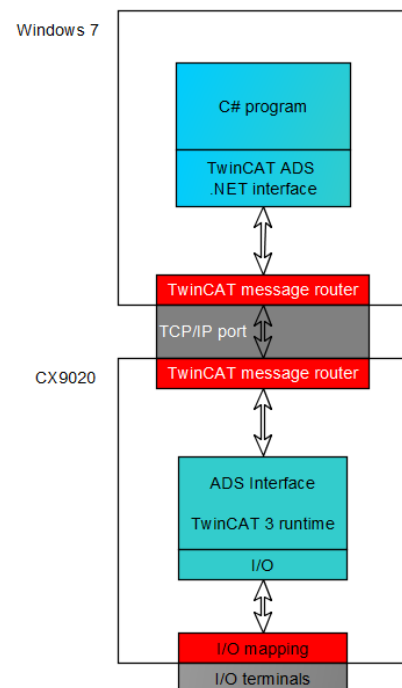 Windows 7
C# program
TwinCAT ADS
.NET interface
TwinCAT message router
TCP/IP port
TwinCAT message router
CX9020
ADS Interface
TwinCAT 3 runtime
I/O
I/O mapping
I/O terminals